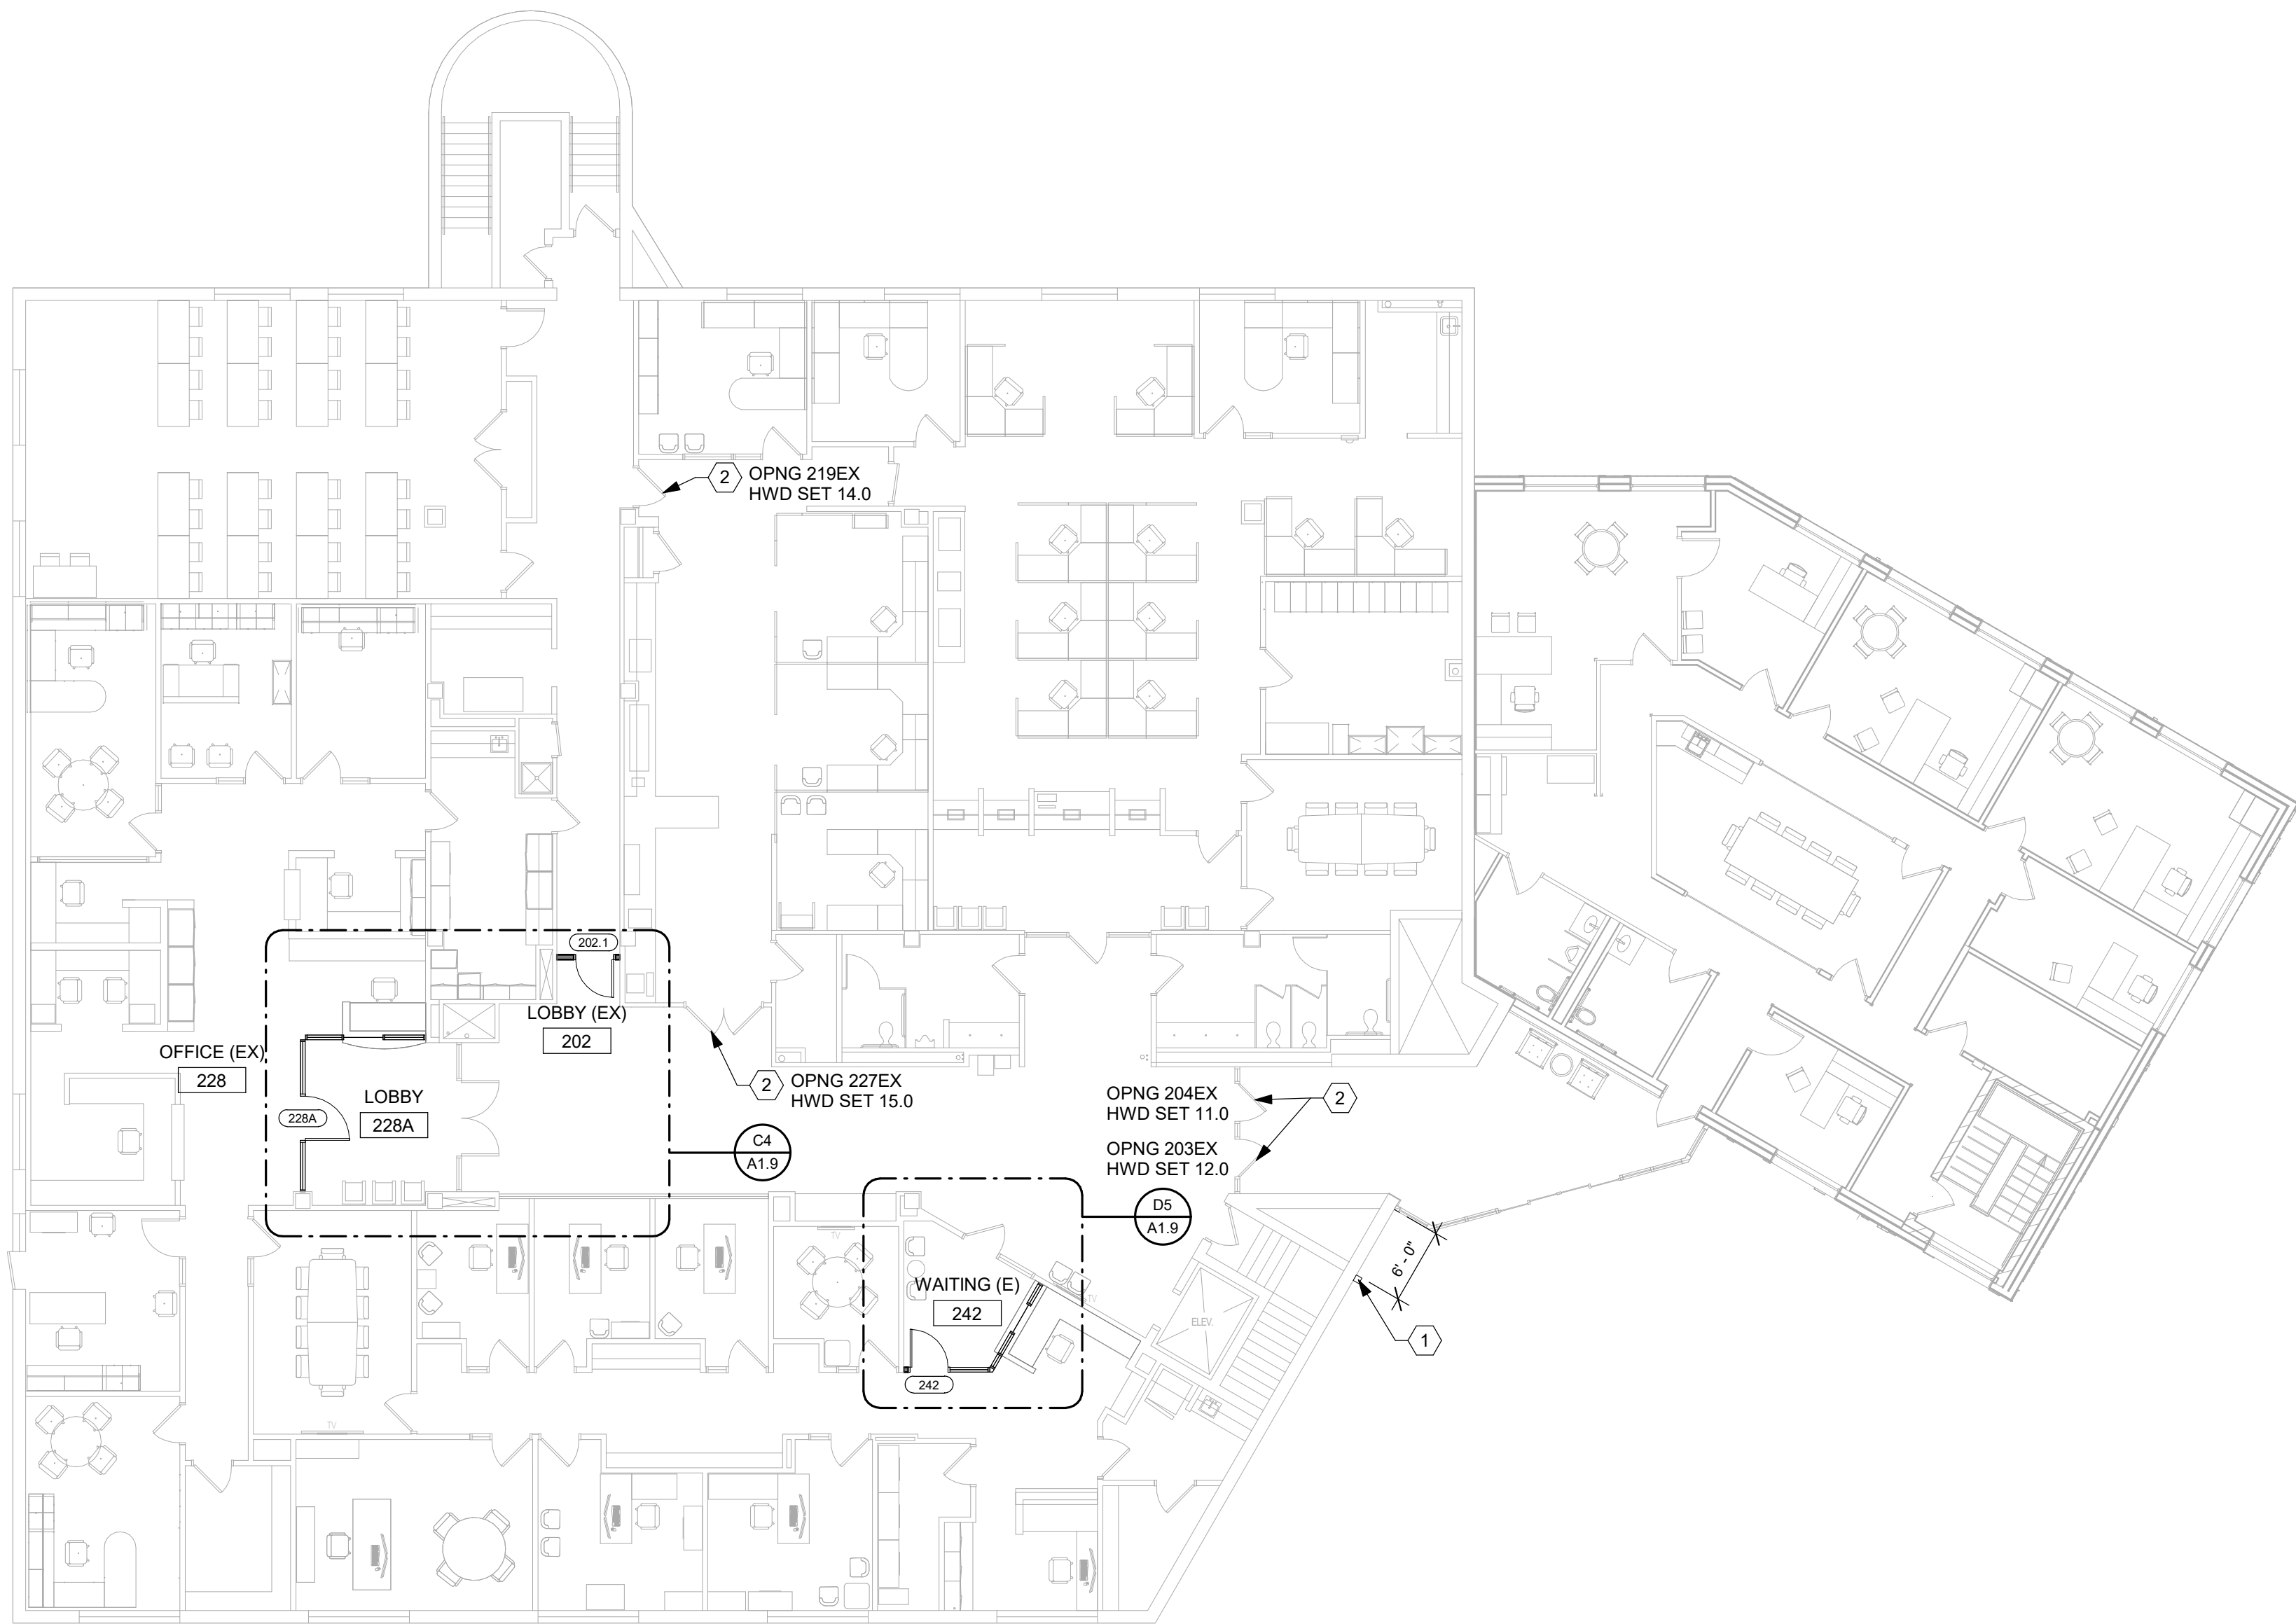 2
OPNG 219EX
HWD SET 14.0
202.1
LOBBY (EX)
202
OFFICE (EX)
228
LOBBY
228A
228A
2
OPNG 227EX
HWD SET 15.0
OPNG 204EX
HWD SET 11.0
2
OPNG 203EX
HWD SET 12.0
C4
A1.9
D5
A1.9
TV
WAITING (E)
242
TV
242
ELEV.
6' - 0"
1
TV